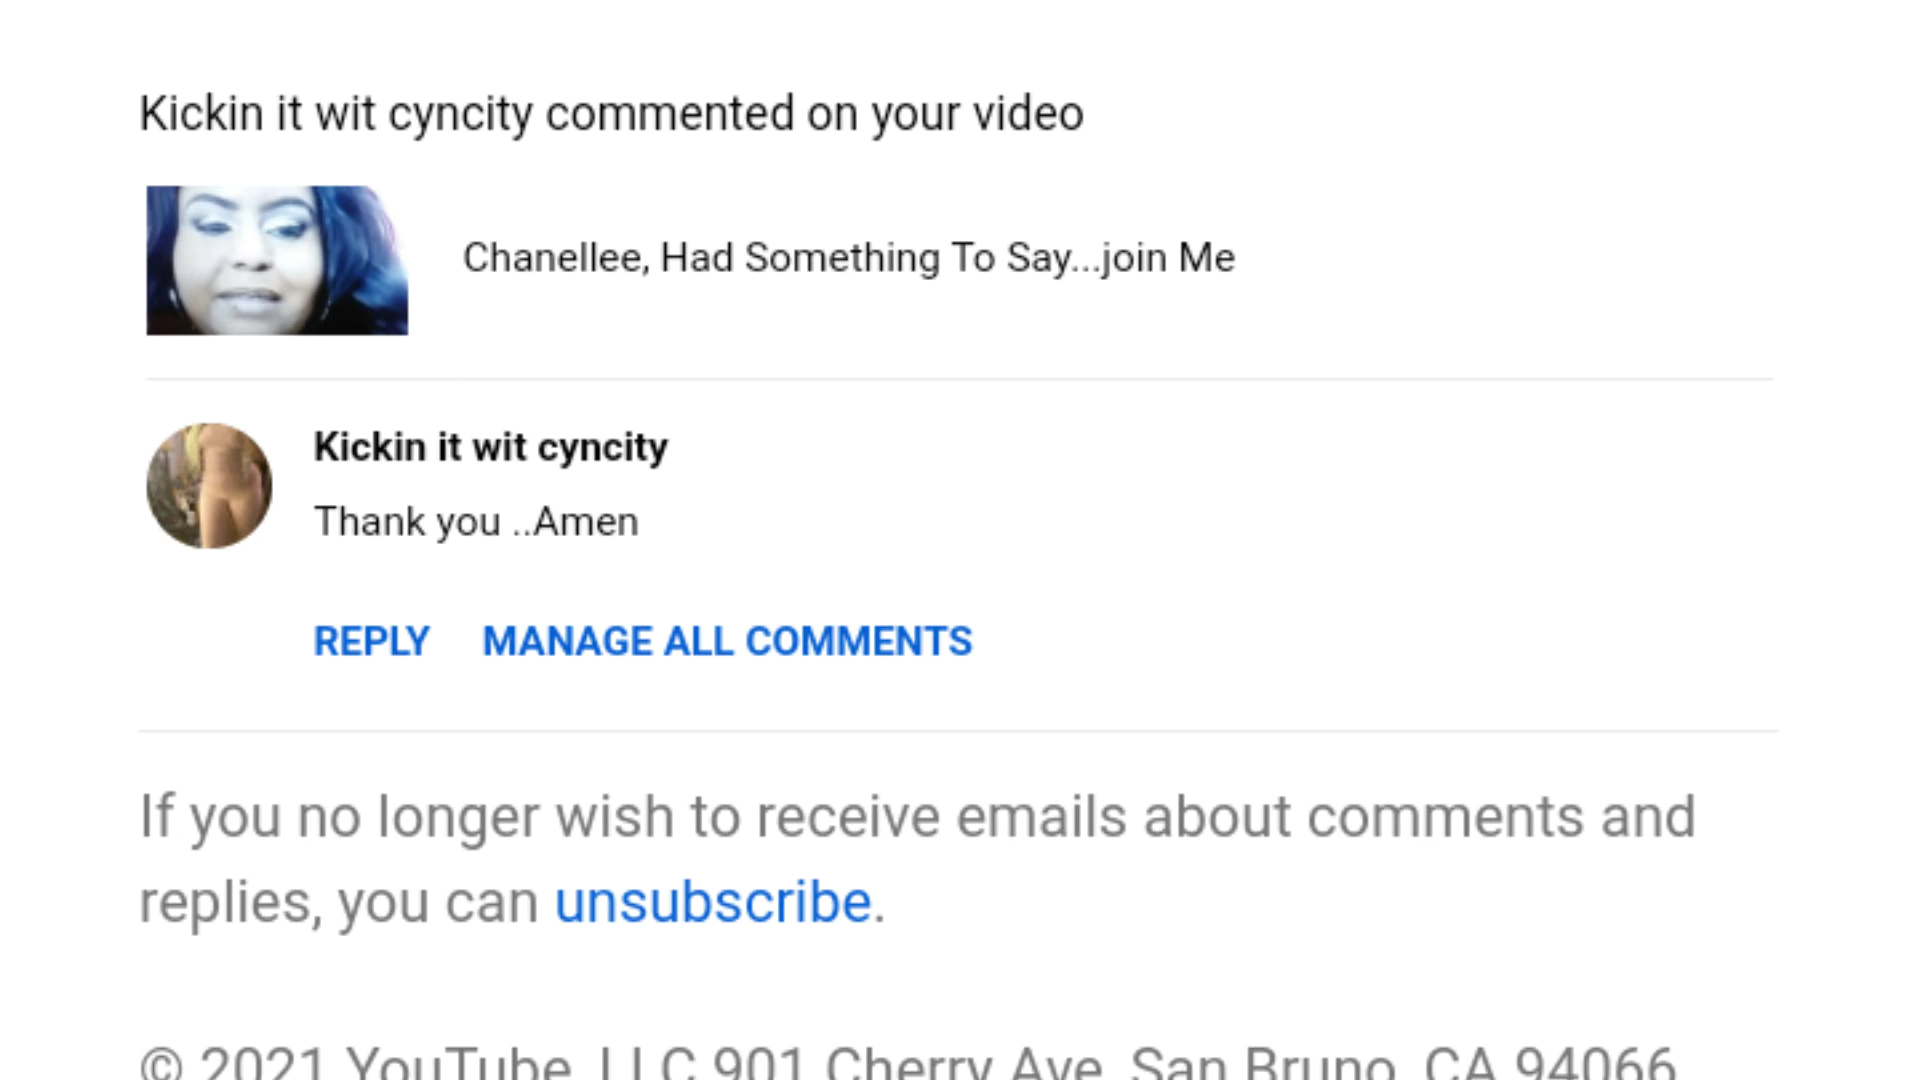 Kickin it wit cyncity commented on your video
Chanellee, Had Something To Say...join Me
Kickin it wit cyncity
Thank you ..Amen
REPLY MANAGE ALL COMMENTS
If you no longer wish to receive emails about comments and
replies, you can unsubscribe.
© 2021 YouTube, LLC 901 Cherry Ave, San Bruno, CA 94066